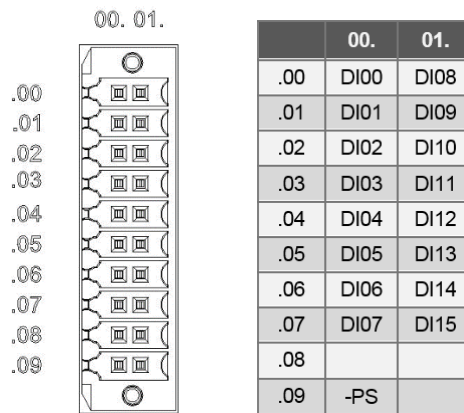 00. 01.
.00
.01
.02
.03
.04
.05
.06
.07
.08
.09
00. 01.
.00 DI00 DI08
.01 DI01 DI09
.02 DI02 DI10
.03 DI03 DI11
.04 DI04 DI12
.05 DI05 DI13
.06 DI06 DI14
.07 DI07 DI15
.08
.09 -PS